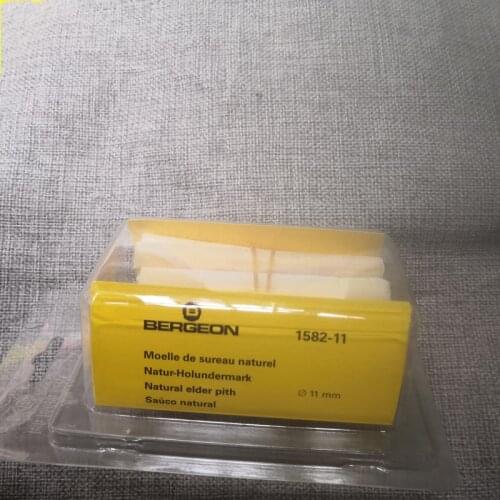 BERGEON
1582-11
Moelle de sureau naturel
Natur-Holundermark
Natural elder pith
Saúco natural
∅ 11 mm